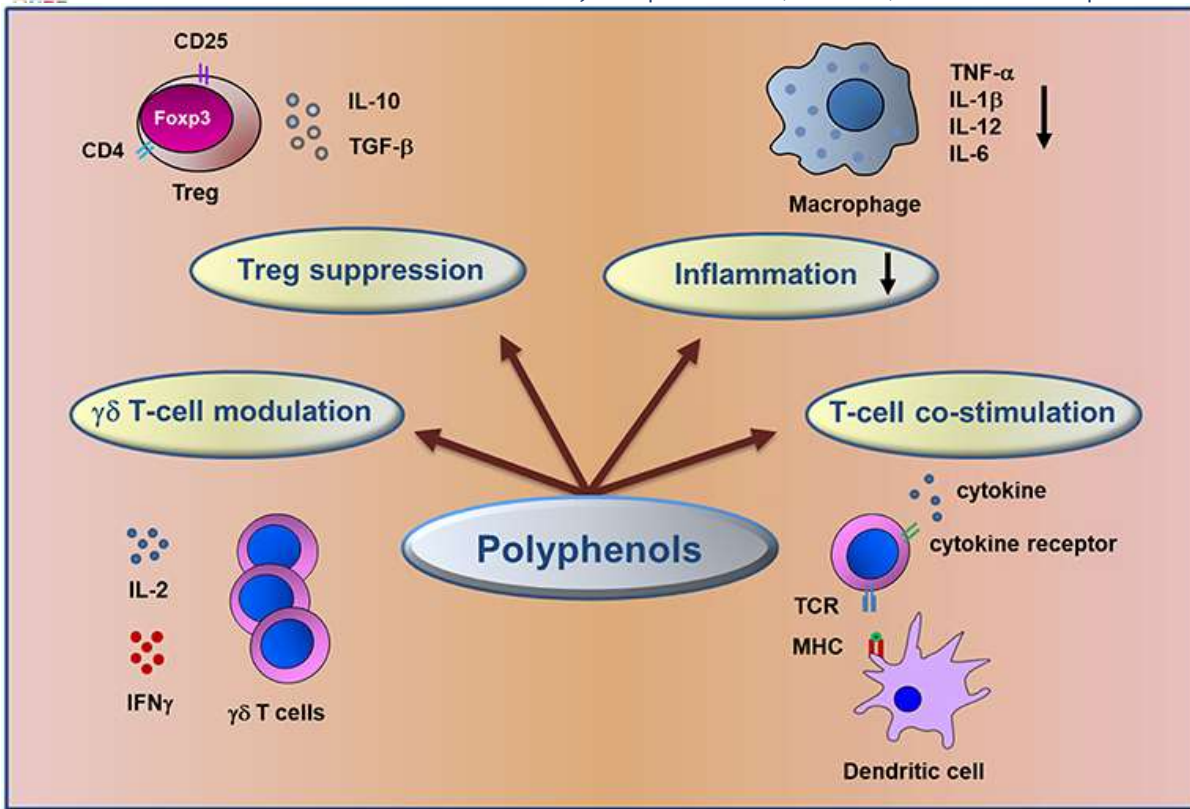 CD25
Foxp3
CD4
Treg
IL-10
TGF-β
TNF-α
IL-1β
IL-12
IL-6
Macrophage
Treg suppression
Inflammation
γδ T-cell modulation
T-cell co-stimulation
Polyphenols
IL-2
IFNγ
γδ T cells
cytokine
cytokine receptor
TCR
MHC
Dendritic cell